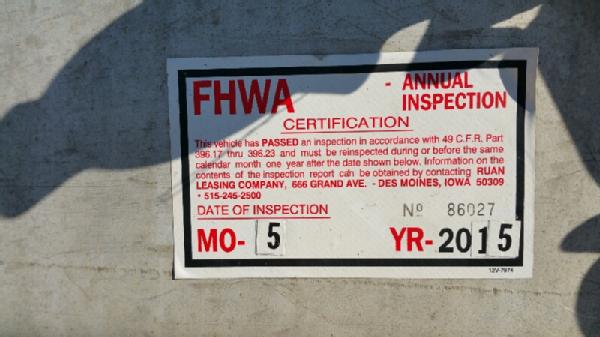 FHWA - ANNUAL INSPECTION
CERTIFICATION
This vehicle has PASSED an inspection in accordance with 49 C.F.R. Part
396.17 thru 396.23 and must be reinspected during or before the same
calendar month one year after the date shown below. Information on the
contents of the inspection report can be obtained by contacting RUAN
LEASING COMPANY, 666 GRAND AVE. - DES MOINES, IOWA 50309
• 515-245-2500
DATE OF INSPECTION Nº 86027
MO- 5 YR- 2015